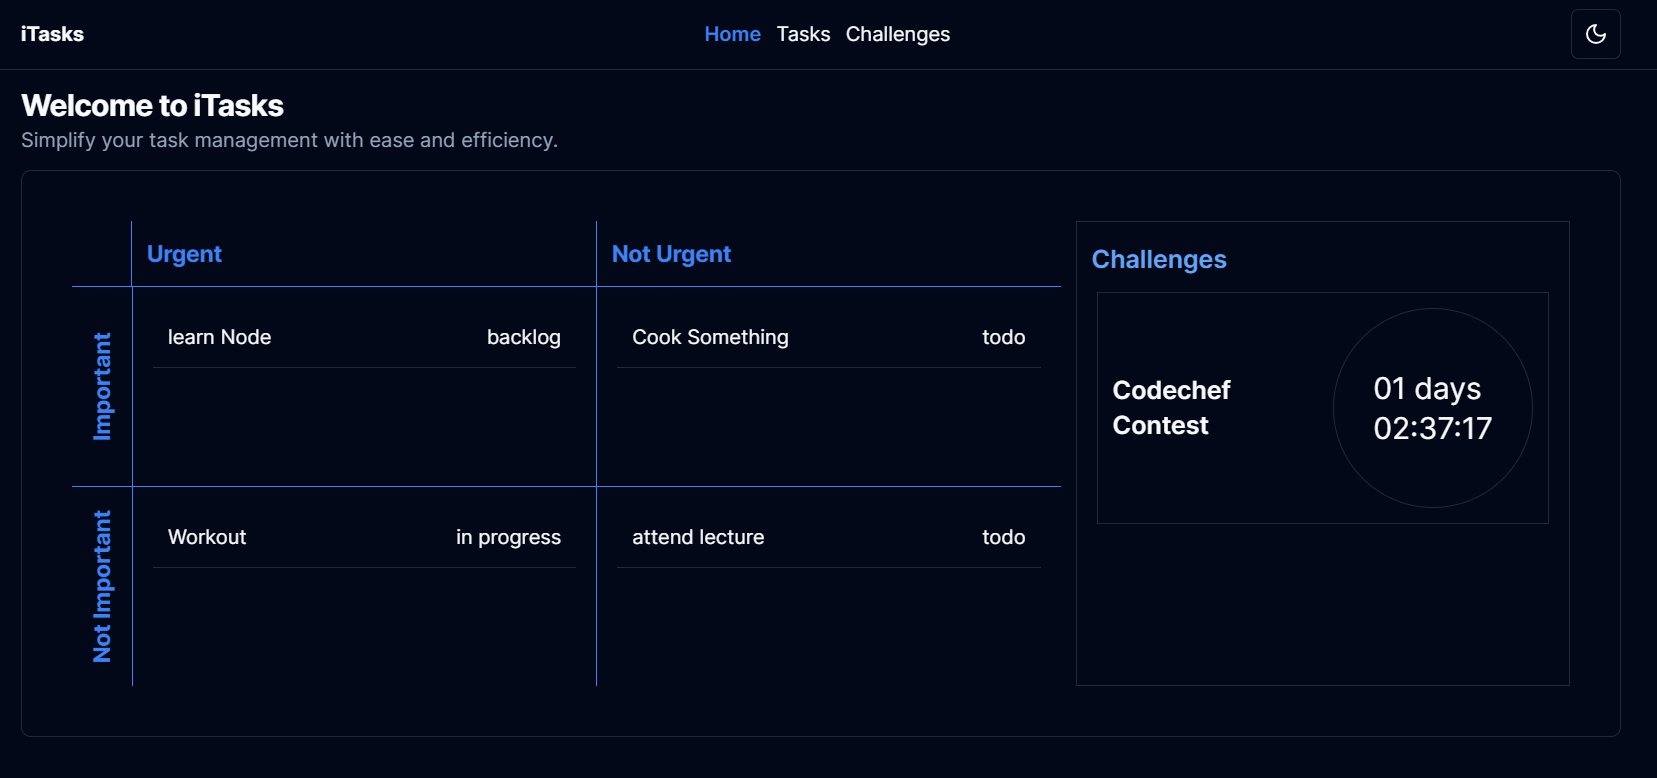 iTasks
Home Tasks Challenges
Welcome to iTasks
Simplify your task management with ease and efficiency.
Urgent
Not Urgent
Important
learn Node backlog
Cook Something todo
Not Important
Workout in progress
attend lecture todo
Challenges
Codechef
Contest
01 days
02:37:17